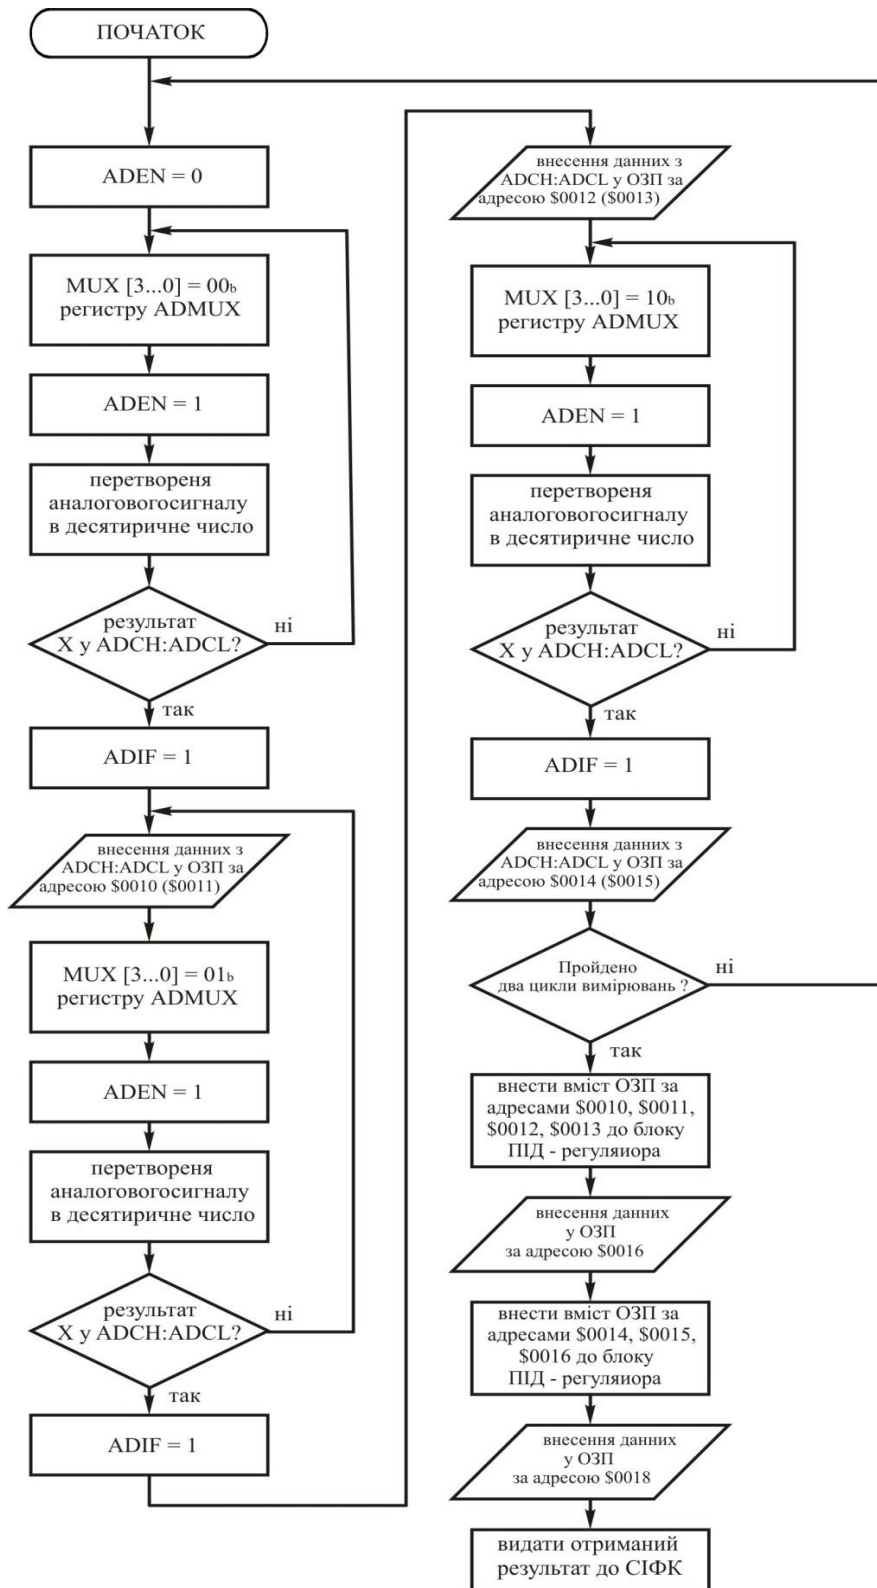 ПОЧАТОК
ADEN = 0
MUX [3...0] = 00b
регистру ADMUX
ADEN = 1
перетвореня
аналоговогосигналу
в десятиричне число
результат
X у ADCH:ADCL?
ні
так
ADIF = 1
внесення данних з
ADCH:ADCL у ОЗП за
адресою $0010 ($0011)
MUX [3...0] = 01b
регистру ADMUX
ADEN = 1
перетвореня
аналоговогосигналу
в десятиричне число
результат
X у ADCH:ADCL?
ні
так
ADIF = 1
внесення данних з
ADCH:ADCL у ОЗП за
адресою $0012 ($0013)
MUX [3...0] = 10b
регистру ADMUX
ADEN = 1
перетвореня
аналоговогосигналу
в десятиричне число
результат
X у ADCH:ADCL?
ні
так
ADIF = 1
внесення данних з
ADCH:ADCL у ОЗП за
адресою $0014 ($0015)
Пройдено
два цикли вимірювань ?
ні
так
внести вміст ОЗП за
адресами $0010, $0011,
$0012, $0013 до блоку
ПІД - регуляиора
внесення данних
у ОЗП
за адресою $0016
внести вміст ОЗП за
адресами $0014, $0015,
$0016 до блоку
ПІД - регуляиора
внесення данних
у ОЗП
за адресою $0018
видати отриманий
результат до СІФК